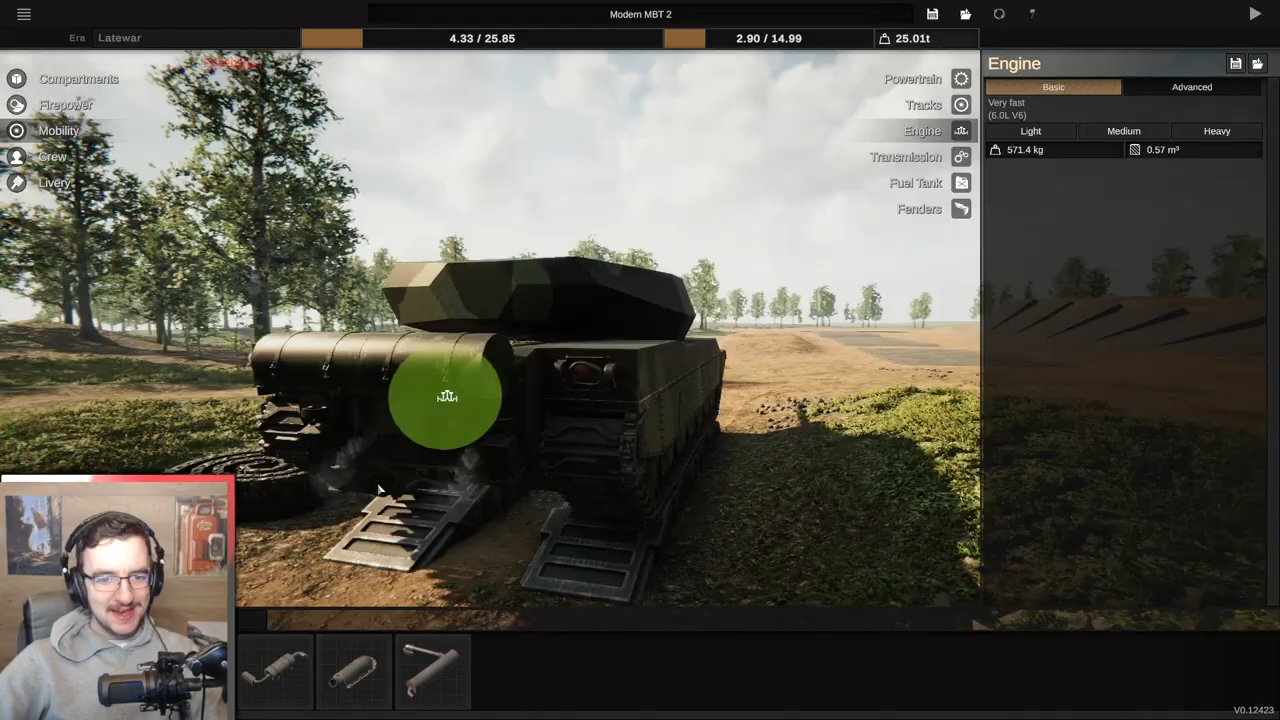 Modern MBT 2
Era Latewar
4.33 / 25.85
2.90 / 14.99
25.01t
Compartments
Firepower
Mobility
Crew
Livery
Powertrain
Tracks
Engine
Transmission
Fuel Tank
Fenders
Engine
Basic Advanced
Very fast
(6.0L V6)
Light Medium Heavy
571.4 kg 0.57 m³
V0.12423